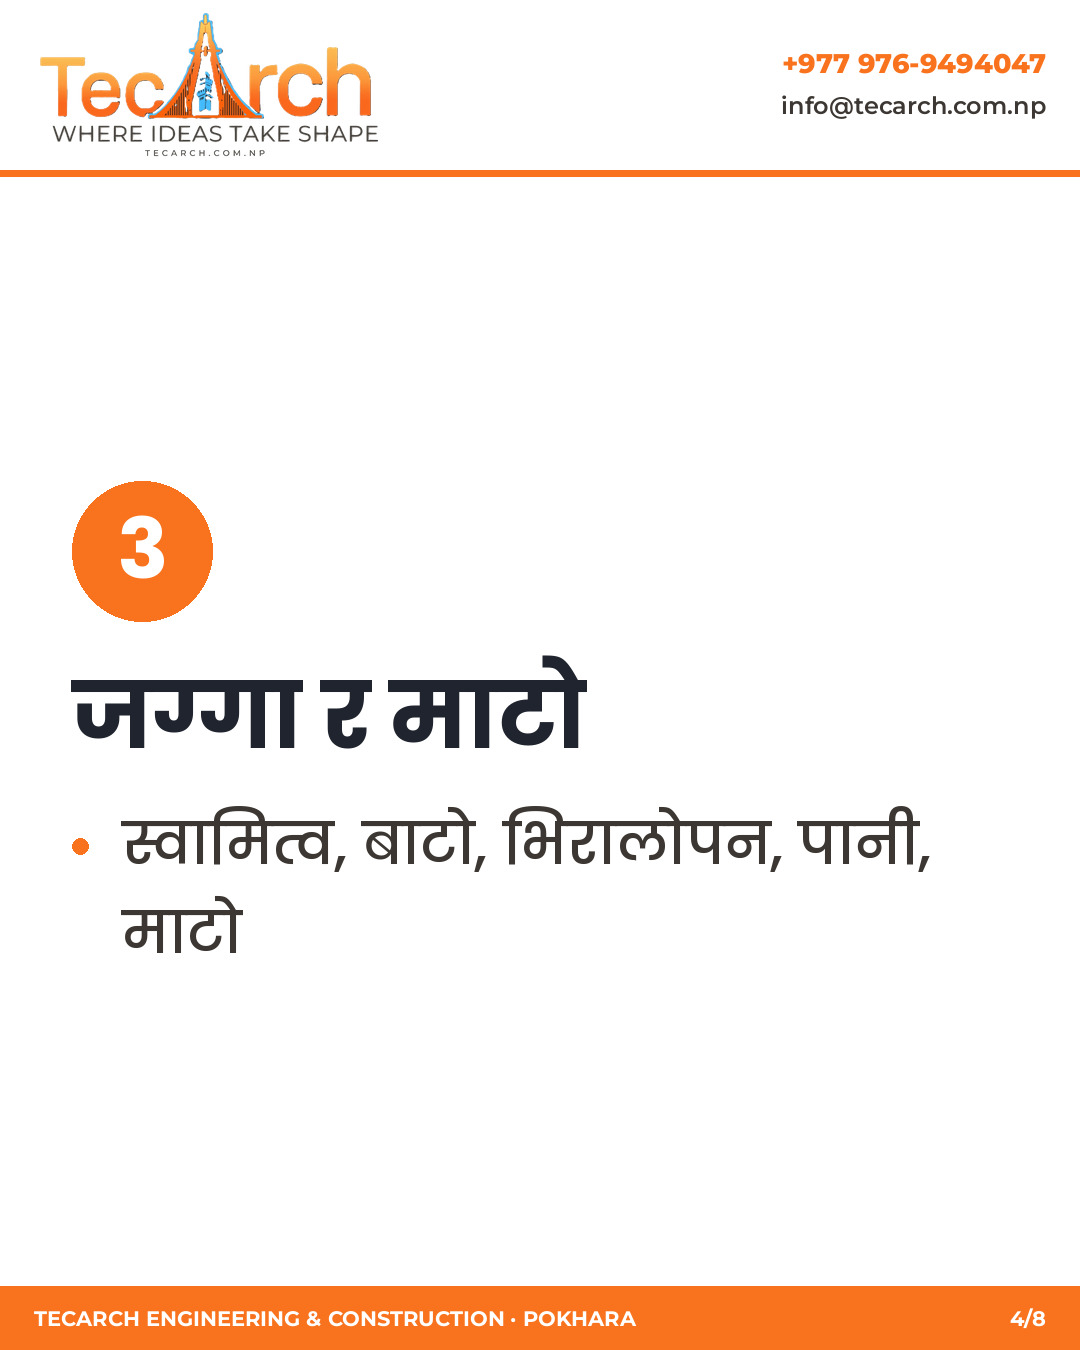 TecArch
WHERE IDEAS TAKE SHAPE
TECARCH.COM.NP
+977 976-9494047
info@tecarch.com.np
3
जग्गा र माटो
• स्वामित्व, बाटो, भिरालोपन, पानी,
माटो
TECARCH ENGINEERING & CONSTRUCTION · POKHARA
4/8